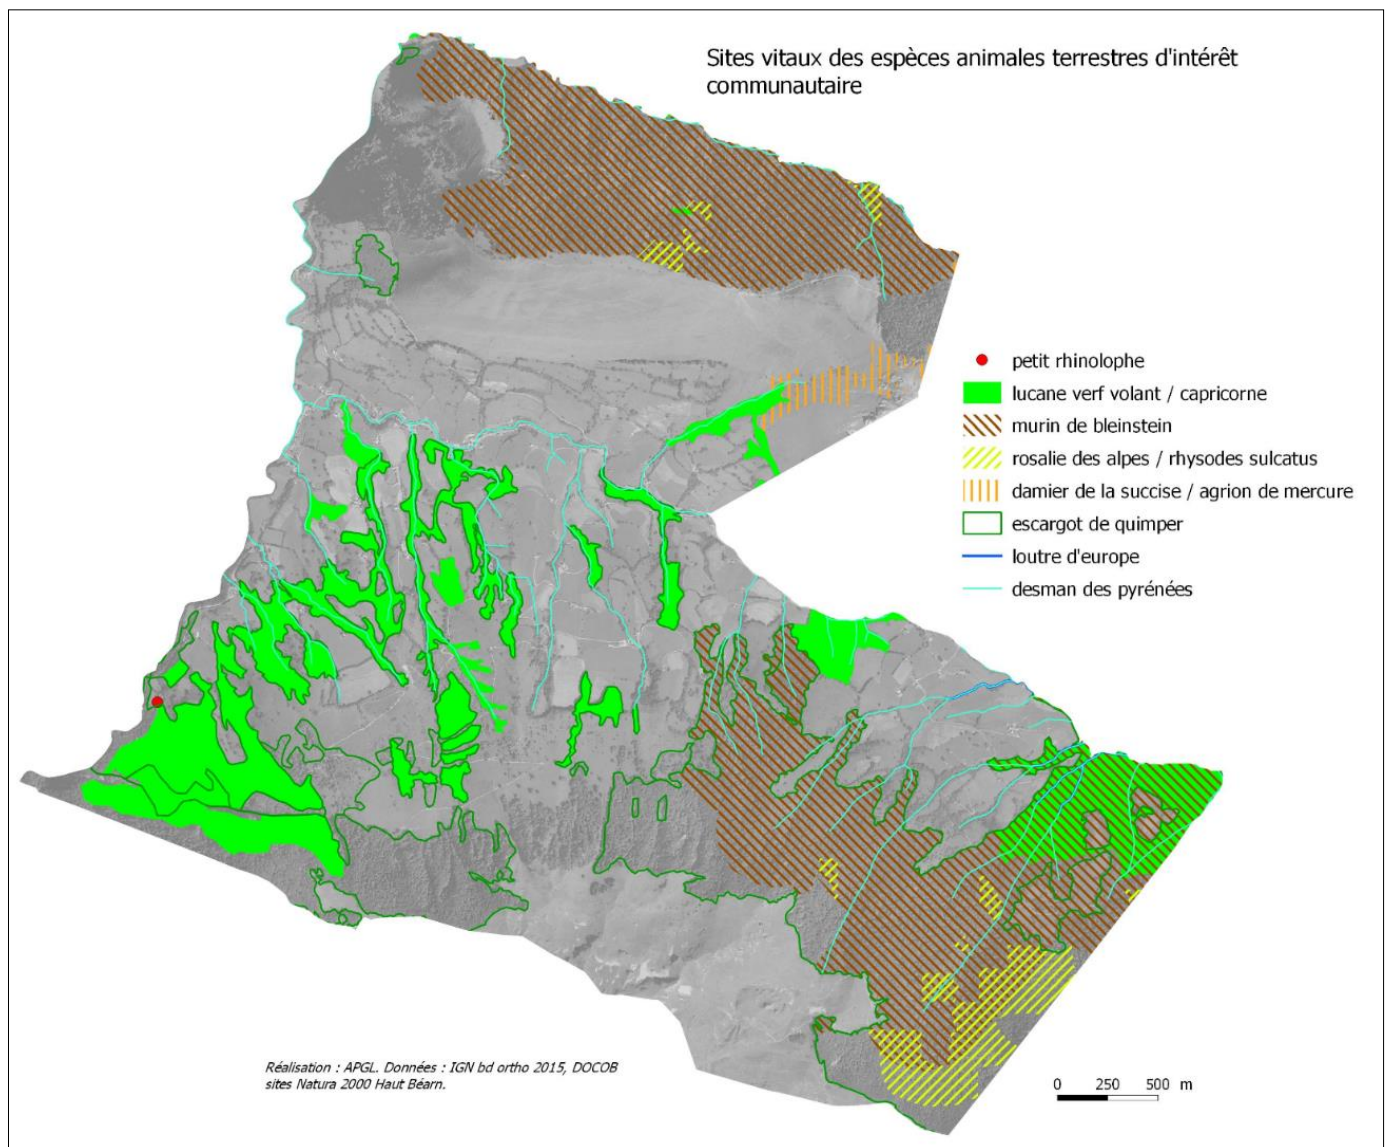 Sites vitaux des espèces animales terrestres d'intérêt
communautaire
petit rhinolophe
lucane verf volant / capricorne
murin de bleinstein
rosalie des alpes / rhysodes sulcatus
damier de la succise / agrion de mercure
escargot de quimper
loutre d'europe
desman des pyrénées
Réalisation : APGL. Données : IGN bd ortho 2015, DOCOB
sites Natura 2000 Haut Béarn.
0 250 500 m